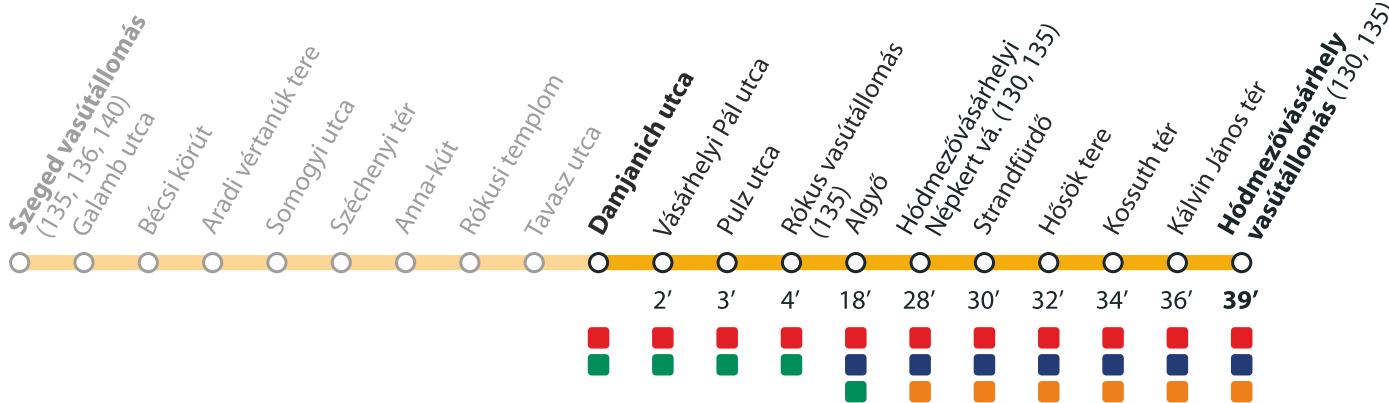 Szeged vasútállomás
(135, 136, 140)
Galamb utca
Bécsi körút
Aradi vértanúk tere
Somogyi utca
Széchenyi tér
Anna-kút
Rókusi templom
Tavasz utca
Damjanich utca
Vásárhelyi Pál utca
Pulz utca
Rókus vasútállomás
(135)
Algyő
Hódmezővásárhelyi
Népkert vá. (130, 135)
Strandfürdő
Hősök tere
Kossuth tér
Kálvin János tér
Hódmezővásárhely
vasútállomás (130, 135)
2’ 3’ 4’ 18’ 28’ 30’ 32’ 34’ 36’ 39’